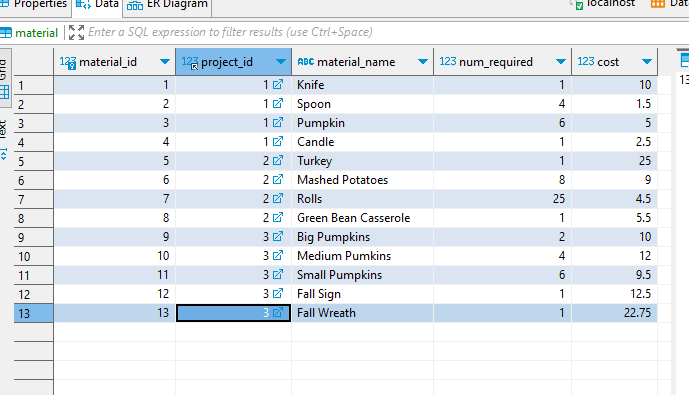 Properties Data ER Diagram localhost Data
material Enter a SQL expression to filter results (use Ctrl+Space)
Grid
Text
123 material_id 123 project_id ABC material_name 123 num_required 123 cost
1 1 1 Knife 1 10
2 2 1 Spoon 4 1.5
3 3 1 Pumpkin 6 5
4 4 1 Candle 1 2.5
5 5 2 Turkey 1 25
6 6 2 Mashed Potatoes 8 9
7 7 2 Rolls 25 4.5
8 8 2 Green Bean Casserole 1 5.5
9 9 3 Big Pumpkins 2 10
10 10 3 Medium Pumkins 4 12
11 11 3 Small Pumpkins 6 9.5
12 12 3 Fall Sign 1 12.5
13 13 3 Fall Wreath 1 22.75